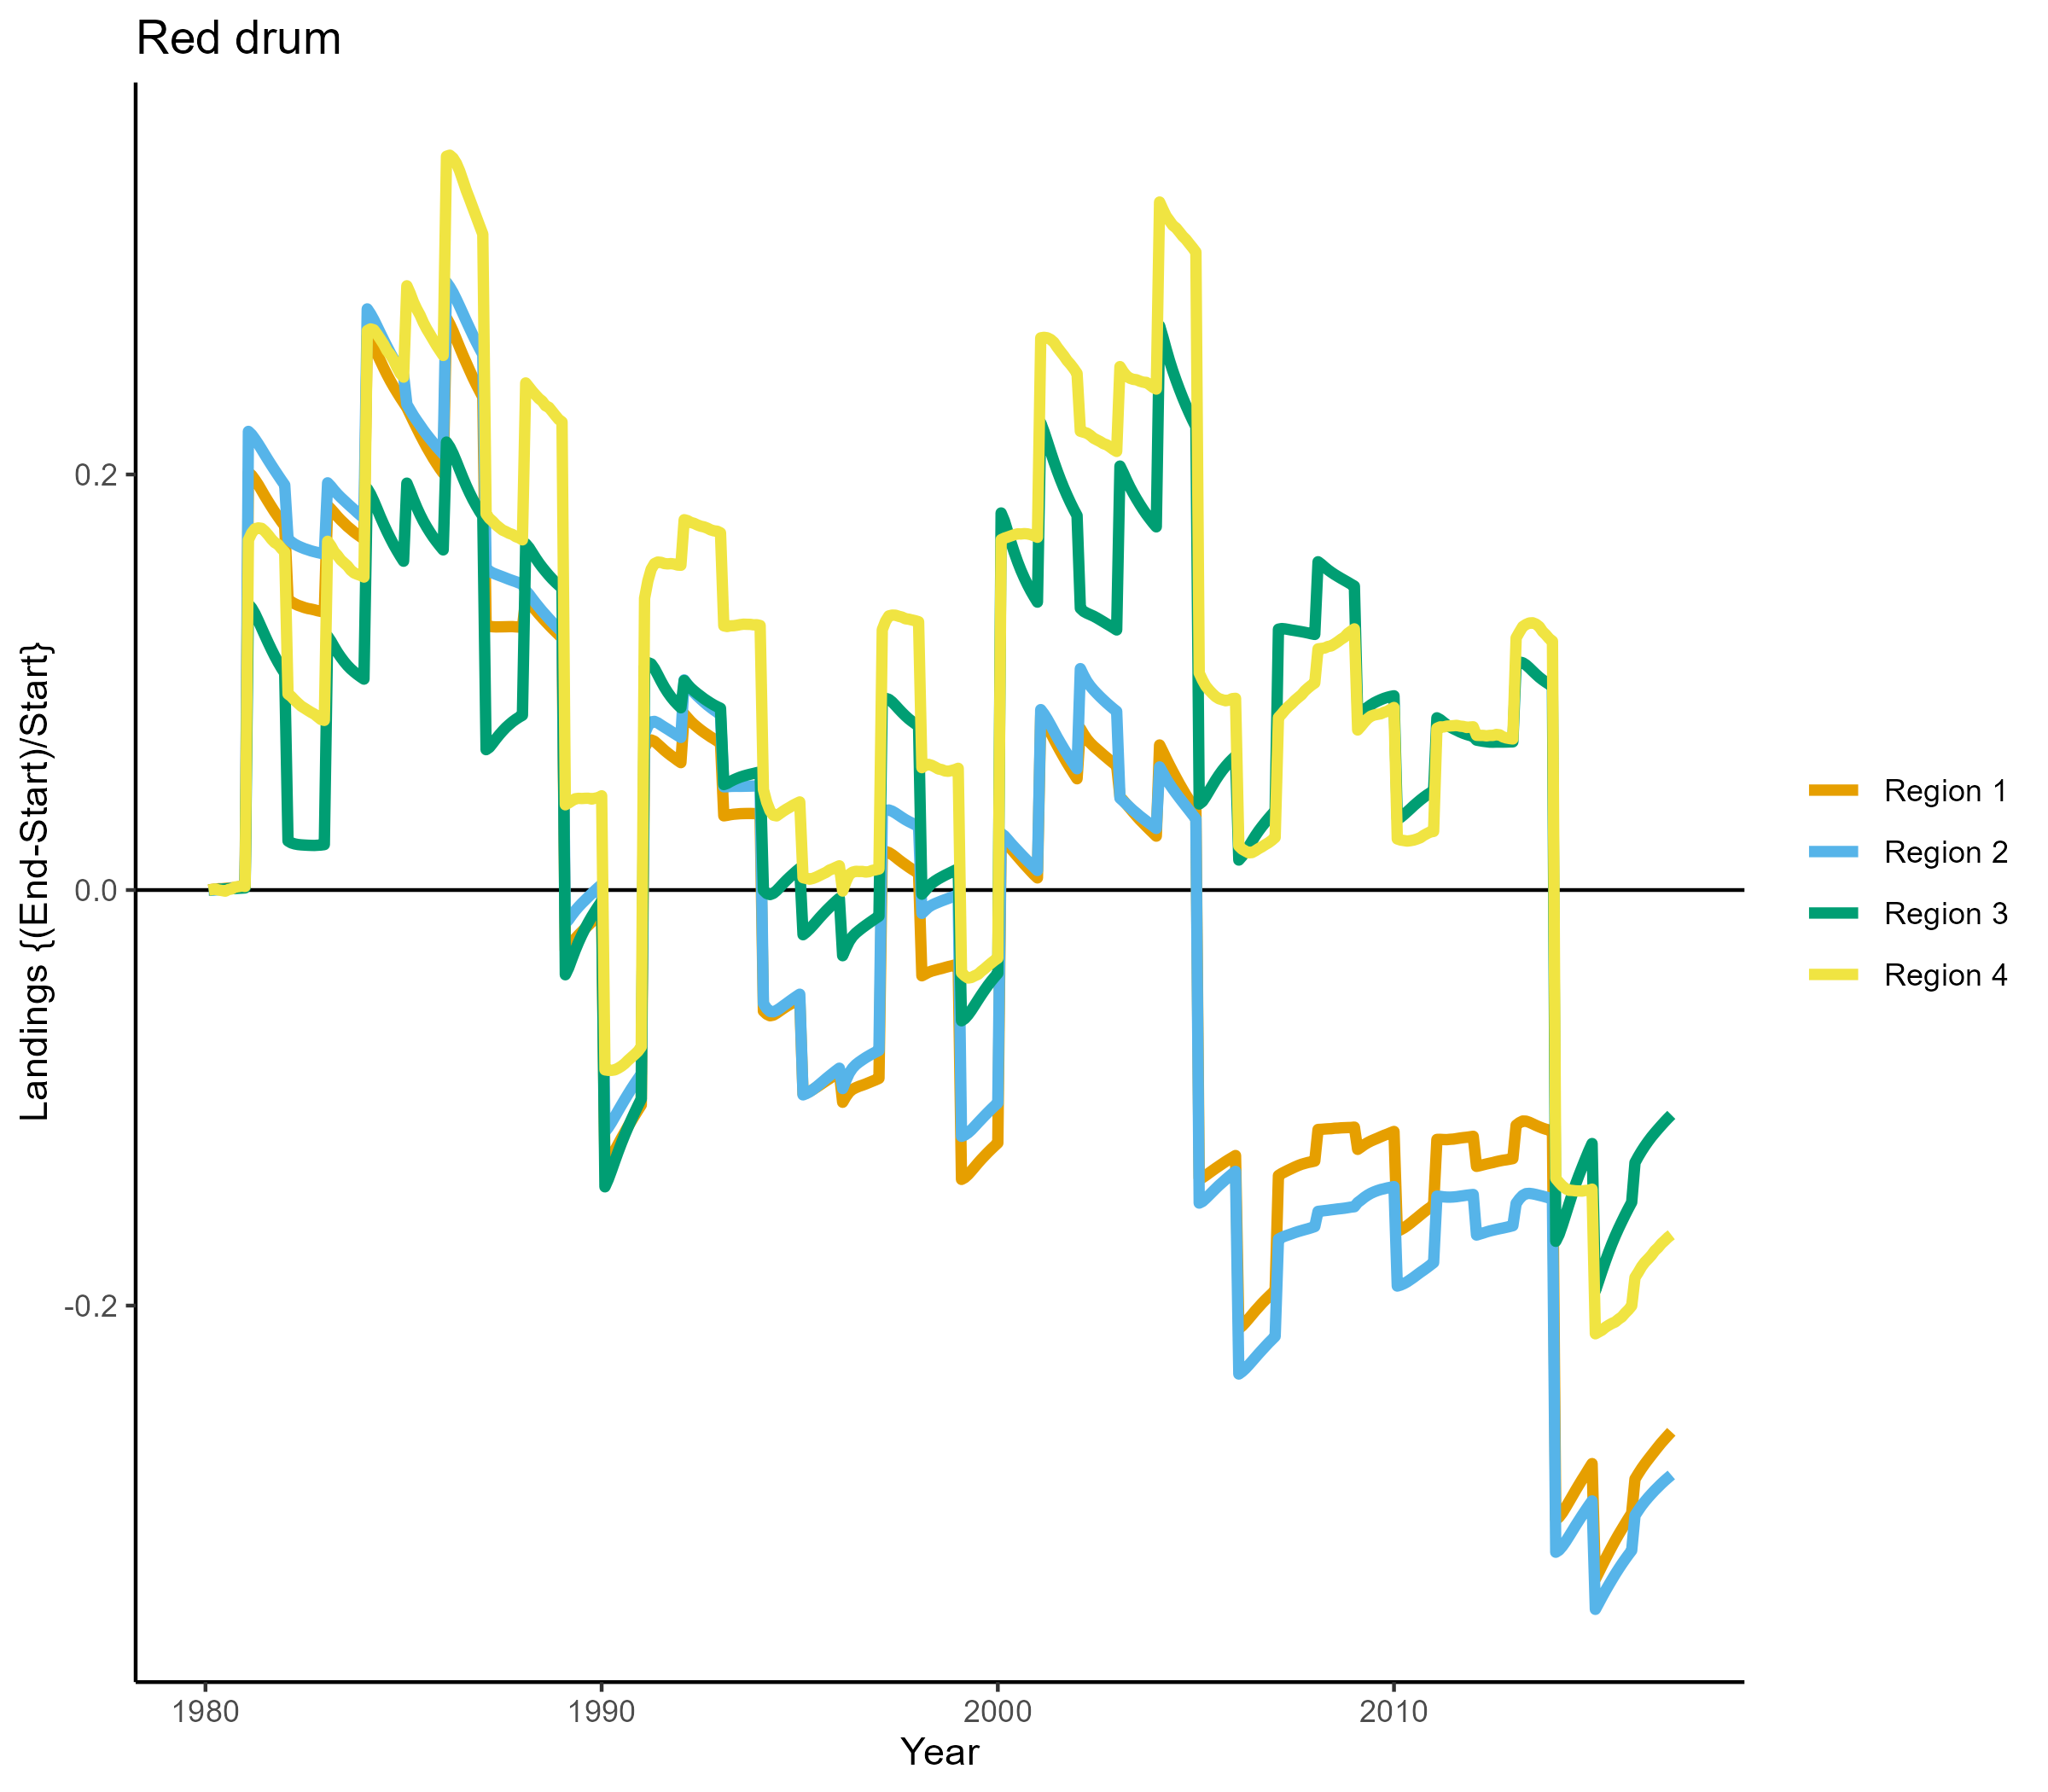 Red drum
Landings {(End-Start)/Start}
0.2
0.0
-0.2
1980
1990
2000
2010
Year
Region 1
Region 2
Region 3
Region 4